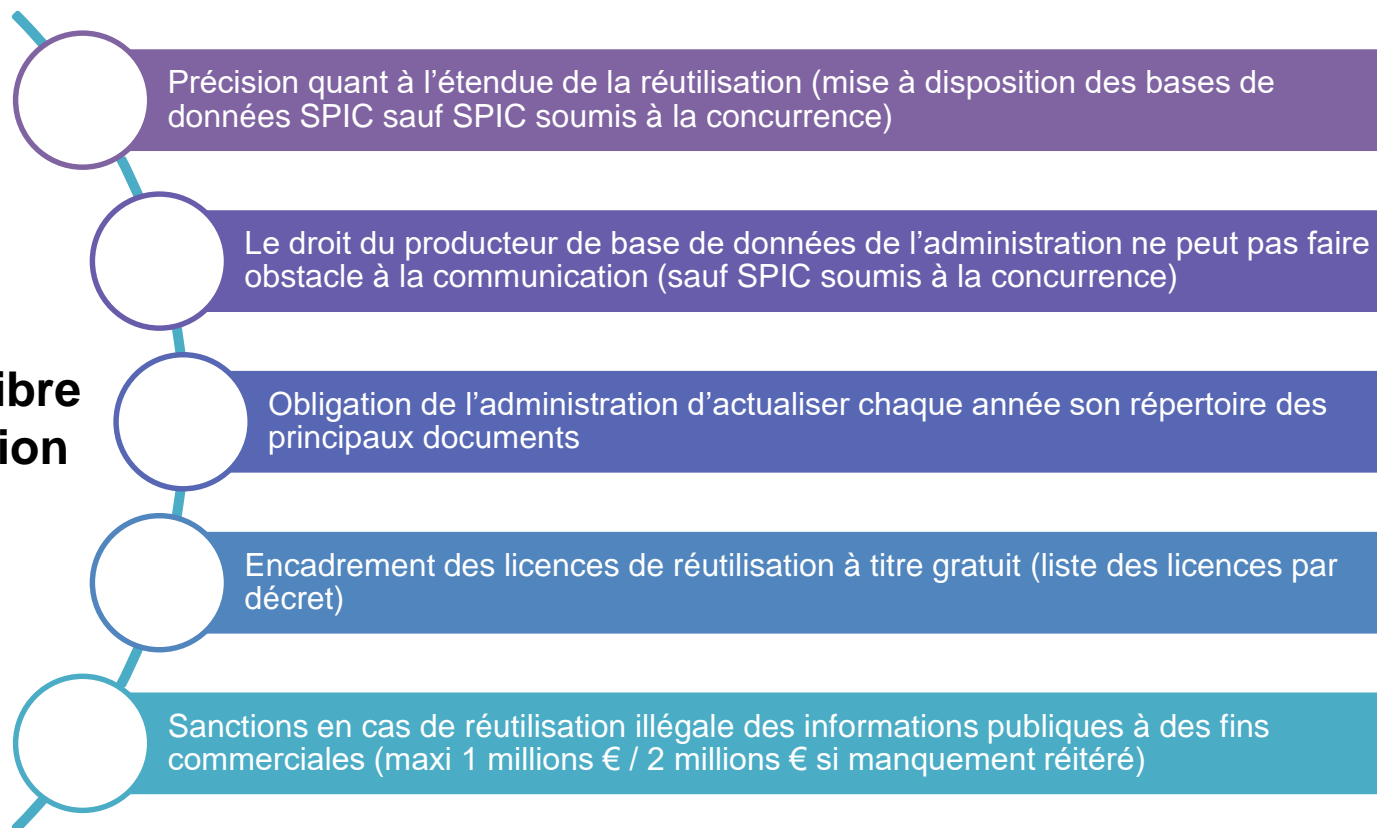 Précision quant à l’étendue de la réutilisation (mise à disposition des bases de
données SPIC sauf SPIC soumis à la concurrence)
Le droit du producteur de base de données de l’administration ne peut pas faire
obstacle à la communication (sauf SPIC soumis à la concurrence)
ibre
ion
Obligation de l’administration d’actualiser chaque année son répertoire des
principaux documents
Encadrement des licences de réutilisation à titre gratuit (liste des licences par
décret)
Sanctions en cas de réutilisation illégale des informations publiques à des fins
commerciales (maxi 1 millions € / 2 millions € si manquement réitéré)